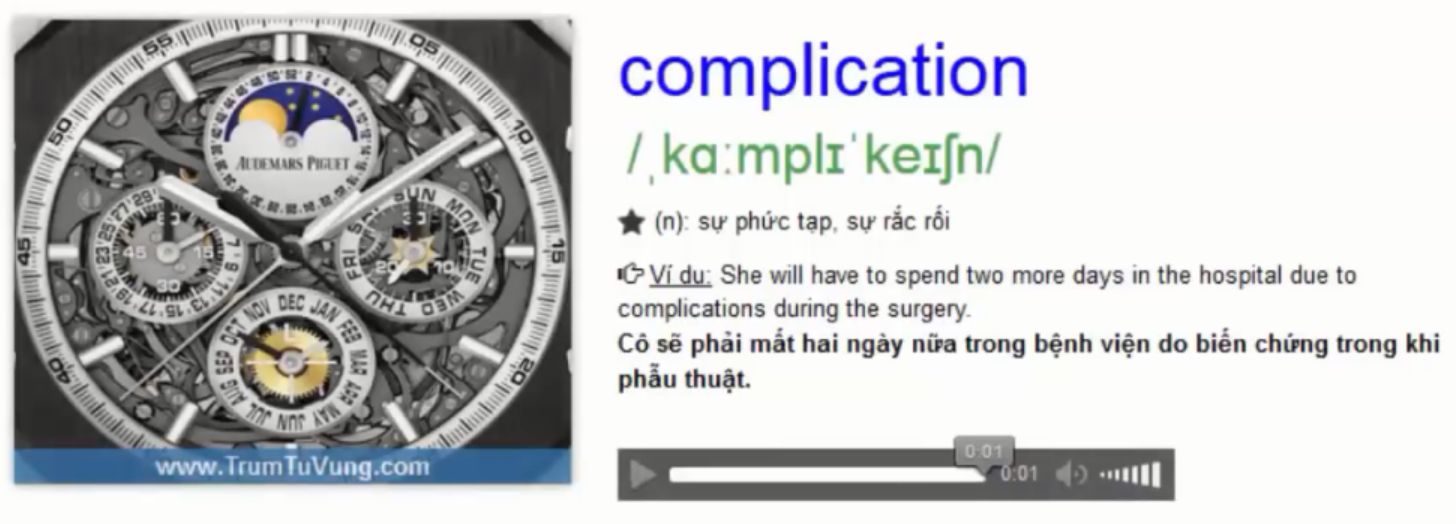 complication
/ˌkɑːmplɪˈkeɪʃn/
★ (n): sự phức tạp, sự rắc rối
Ví du: She will have to spend two more days in the hospital due to
complications during the surgery.
Cô sẽ phải mất hai ngày nữa trong bệnh viện do biến chứng trong khi
phẫu thuật.
0:01
0:01
55
05
50
10
45
15
40
20
AUDEMARS PIGUET
SUN MON TUE WED THU FRI
NOV DEC JAN FEB MAR APR MAY JUN JUL AUG SEP OCT
www.TrumTuVung.com